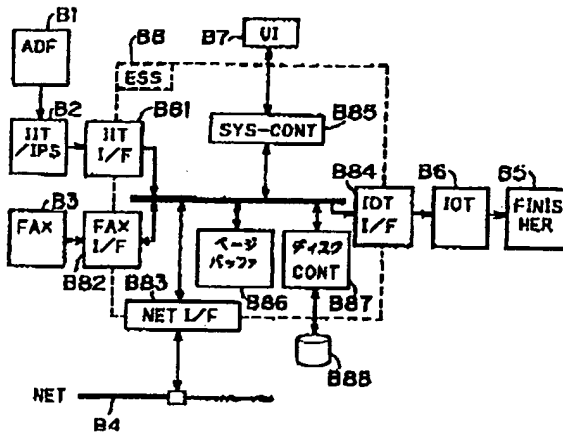 B1
ADF
B8
B7
UI
ESS
B2
B81
IIT
/IPS
IIT
I/F
SYS-CONT
B85
B84
B6
B5
B3
FAX
FAX
I/F
B82
IOT
I/F
IOT
FINIS
HER
ページ
バッファ
ディスク
CONT
B83
B86
B87
NET I/F
B88
NET
B4